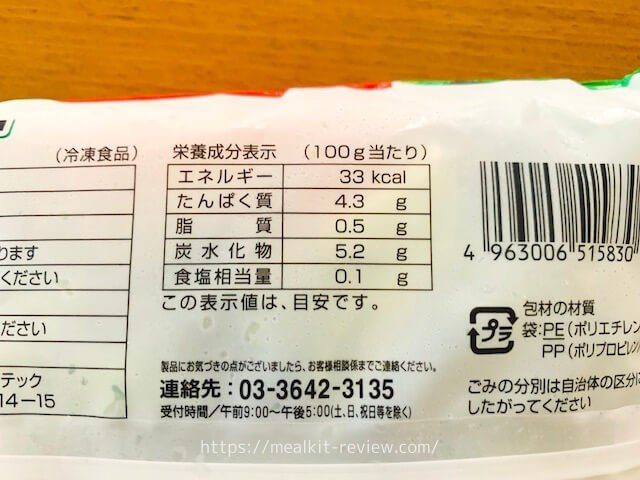 (冷凍食品)
ります
ください
ださい
テック
14-15
栄養成分表示 (100g当たり)
エネルギー 33 kcal
たんぱく質 4.3 g
脂質 0.5 g
炭水化物 5.2 g
食塩相当量 0.1 g
この表示値は、目安です。
製品にお気づきの点がございましたら、お客様相談係までご連絡ください。
連絡先:03-3642-3135
受付時間/午前9:00~午後5:00(土、日、祝日等を除く)
4 963006 515830
プラ
包材の材質
袋:PE(ポリエチレン
PP(ポリプロピレン
ごみの分別は自治体の区分に
したがってください
https://mealkit-review.com/